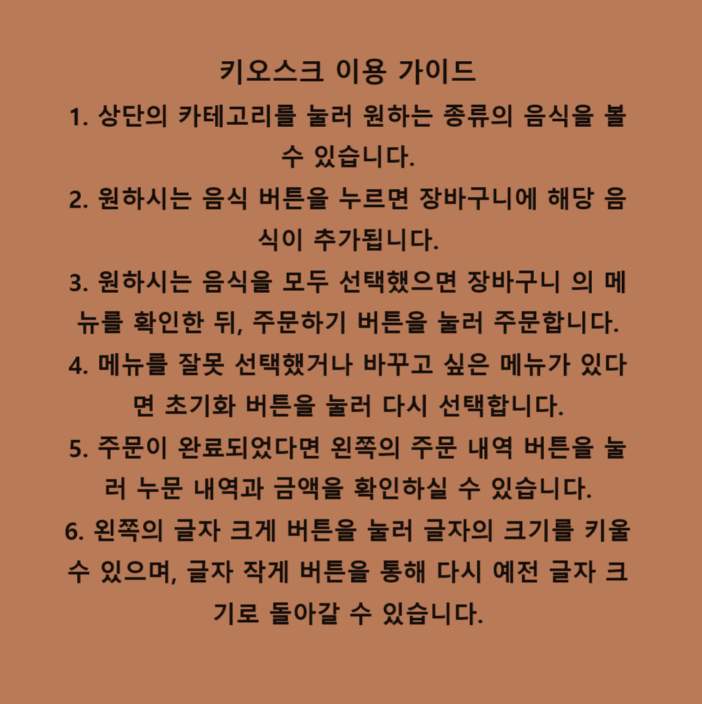 키오스크 이용 가이드
1. 상단의 카테고리를 눌러 원하는 종류의 음식을 볼
수 있습니다.
2. 원하시는 음식 버튼을 누르면 장바구니에 해당 음
식이 추가됩니다.
3. 원하시는 음식을 모두 선택했으면 장바구니 의 메
뉴를 확인한 뒤, 주문하기 버튼을 눌러 주문합니다.
4. 메뉴를 잘못 선택했거나 바꾸고 싶은 메뉴가 있다
면 초기화 버튼을 눌러 다시 선택합니다.
5. 주문이 완료되었다면 왼쪽의 주문 내역 버튼을 눌
러 누문 내역과 금액을 확인하실 수 있습니다.
6. 왼쪽의 글자 크게 버튼을 눌러 글자의 크기를 키울
수 있으며, 글자 작게 버튼을 통해 다시 예전 글자 크
기로 돌아갈 수 있습니다.